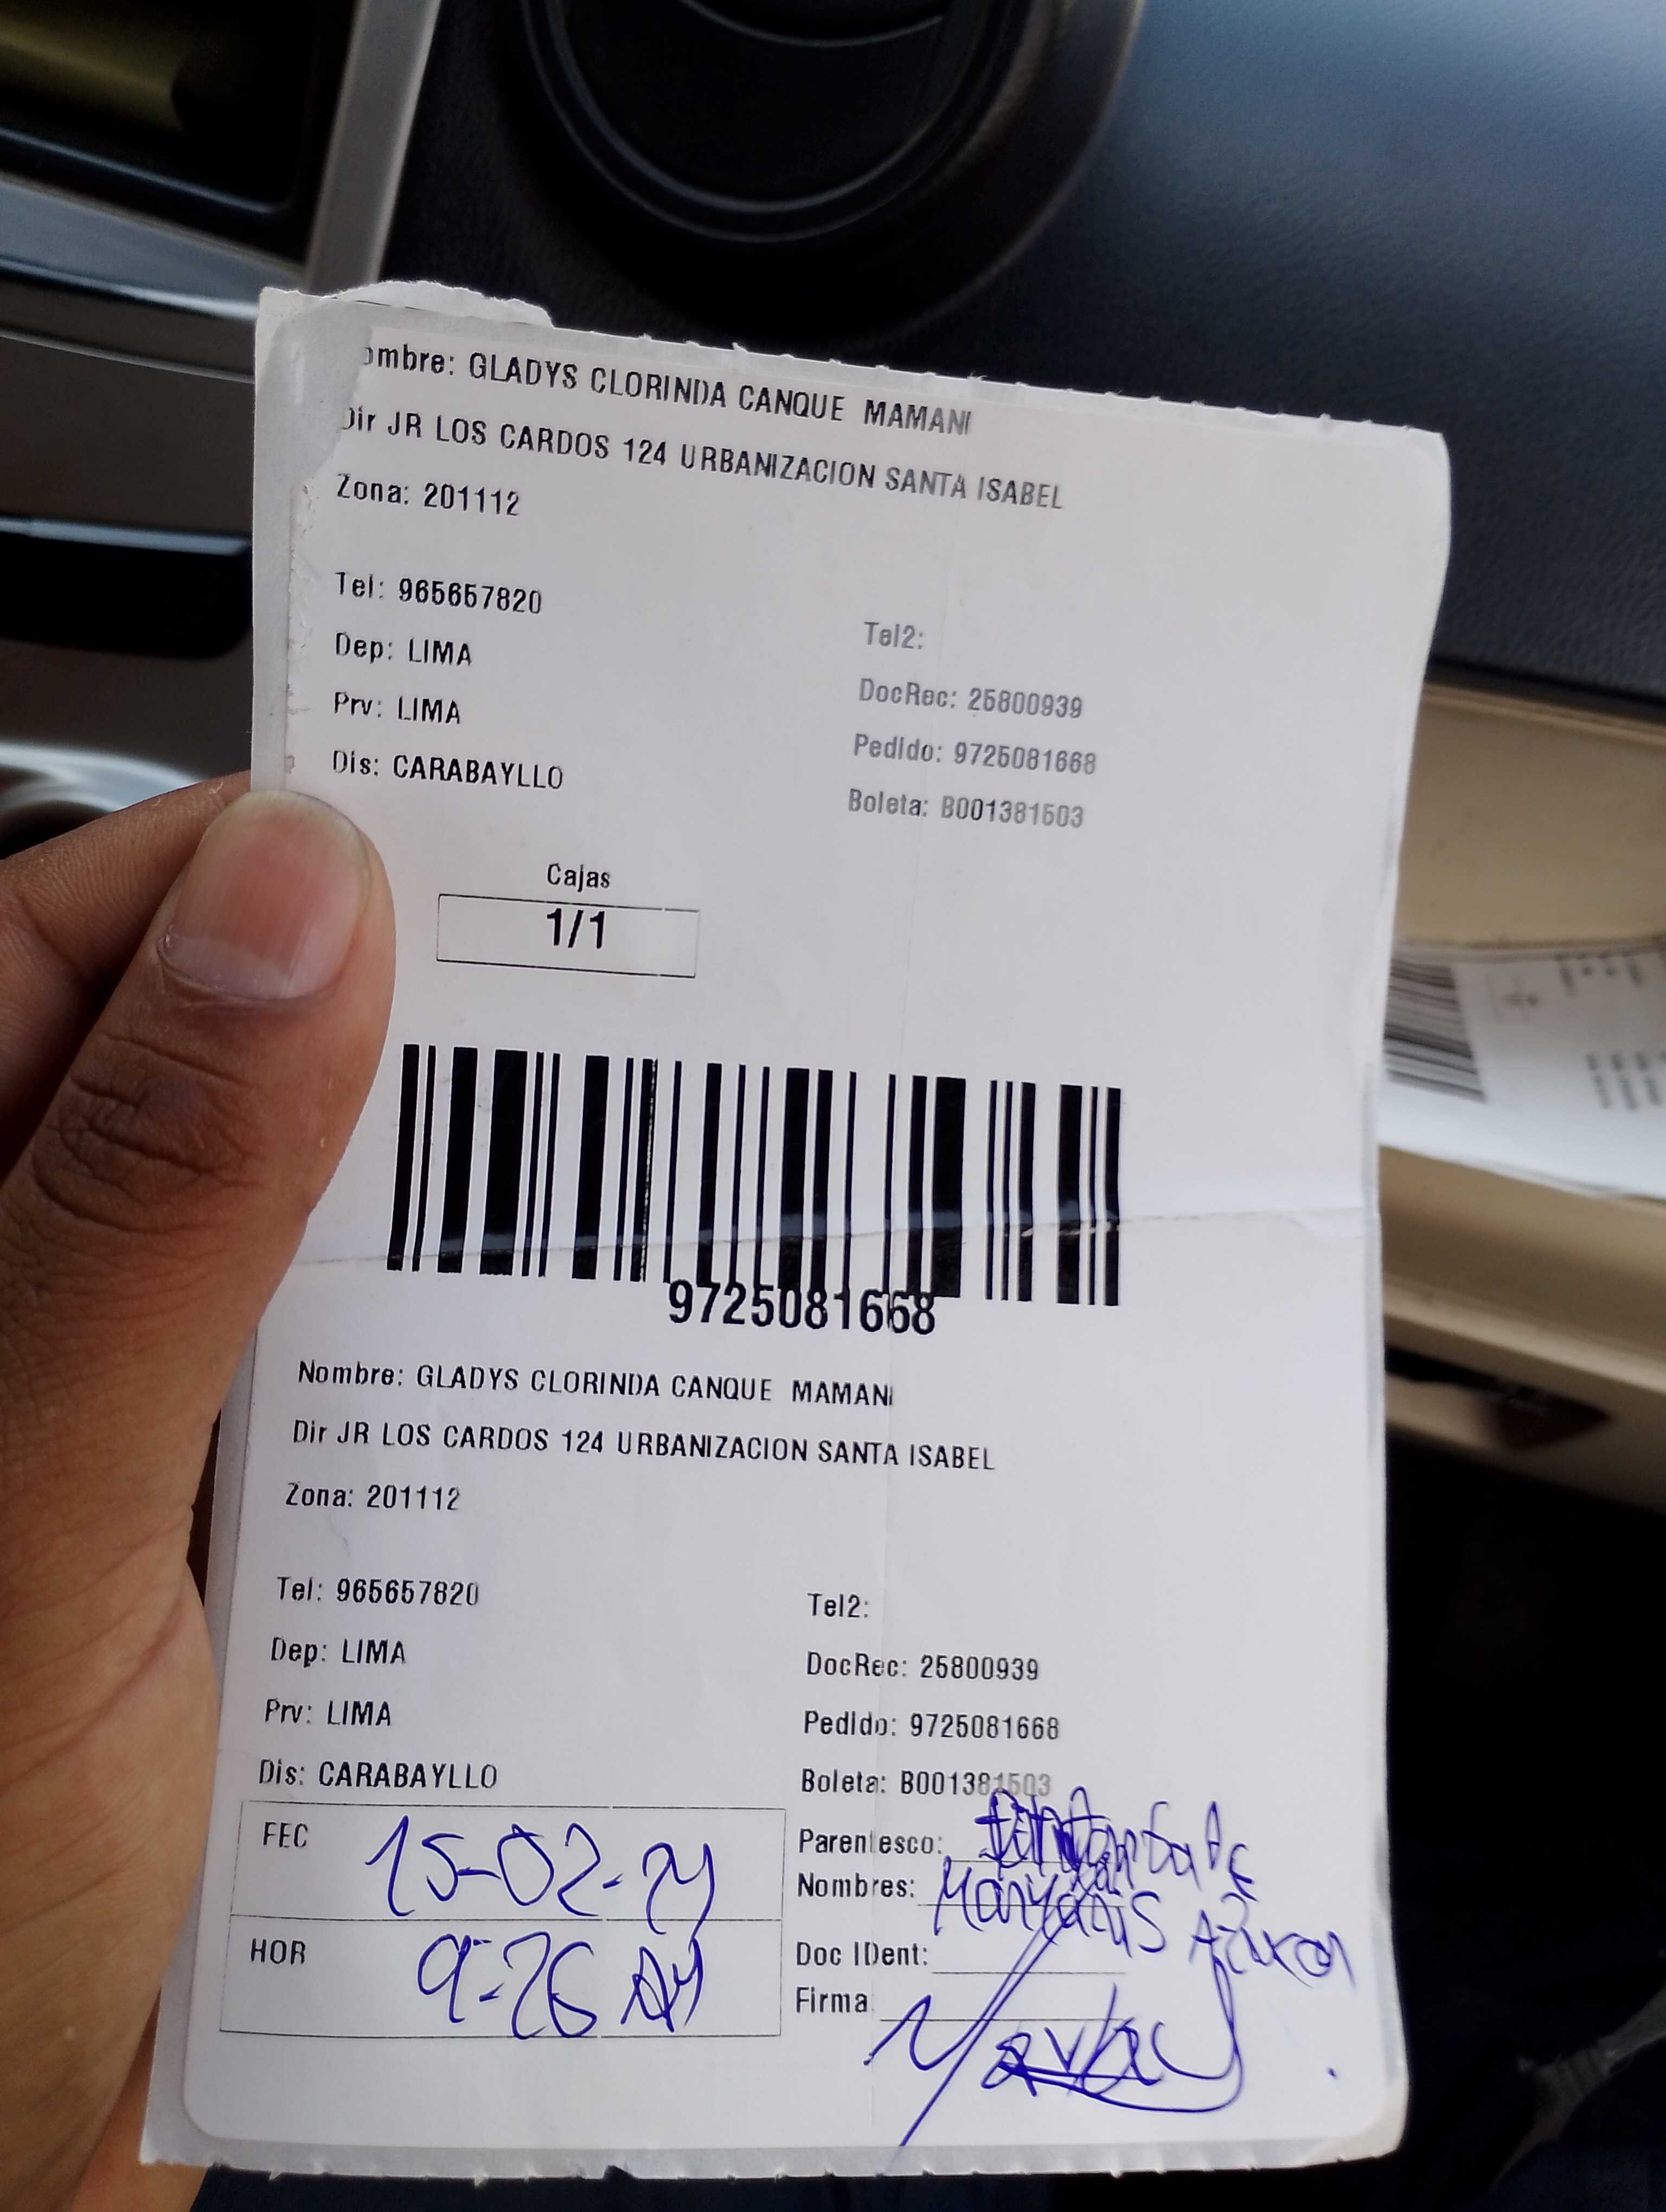 ombre: GLADYS CLORINDA CANQUE MAMANI
Dir JR LOS CARDOS 124 URBANIZACION SANTA ISABEL
Zona: 201112
Tel: 965657820
Tel2:
Dep: LIMA
DocRec: 25800939
Prv: LIMA
Pedido: 9725081668
Dis: CARABAYLLO
Boleta: B001381503
Cajas
1/1
9725081668
Nombre: GLADYS CLORINDA CANQUE MAMANI
Dir JR LOS CARDOS 124 URBANIZACION SANTA ISABEL
Zona: 201112
Tel: 965657820
Tel2:
Dep: LIMA
DocRec: 25800939
Prv: LIMA
Pedido: 9725081668
Dis: CARABAYLLO
Boleta: B001381503
FEC 15-02-21
Parentesco:
Nombres:
HOR 9:26 AM
Doc IDent:
Firma